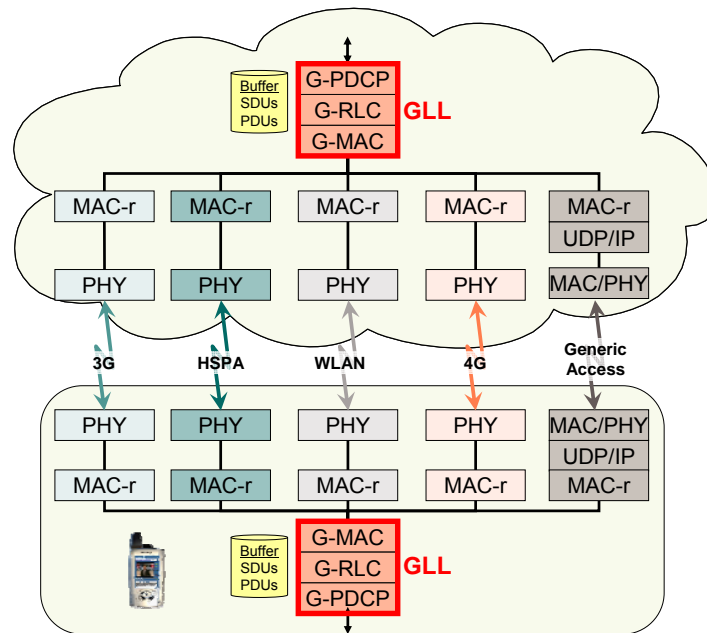 G-PDCP
Buffer
SDUs
PDUs
G-RLC
GLL
G-MAC
MAC-r
MAC-r
MAC-r
MAC-r
MAC-r
UDP/IP
PHY
PHY
PHY
PHY
MAC/PHY
3G
HSPA
WLAN
4G
Generic
Access
PHY
PHY
PHY
PHY
MAC/PHY
UDP/IP
MAC-r
MAC-r
MAC-r
MAC-r
MAC-r
G-MAC
Buffer
SDUs
PDUs
G-RLC
GLL
G-PDCP